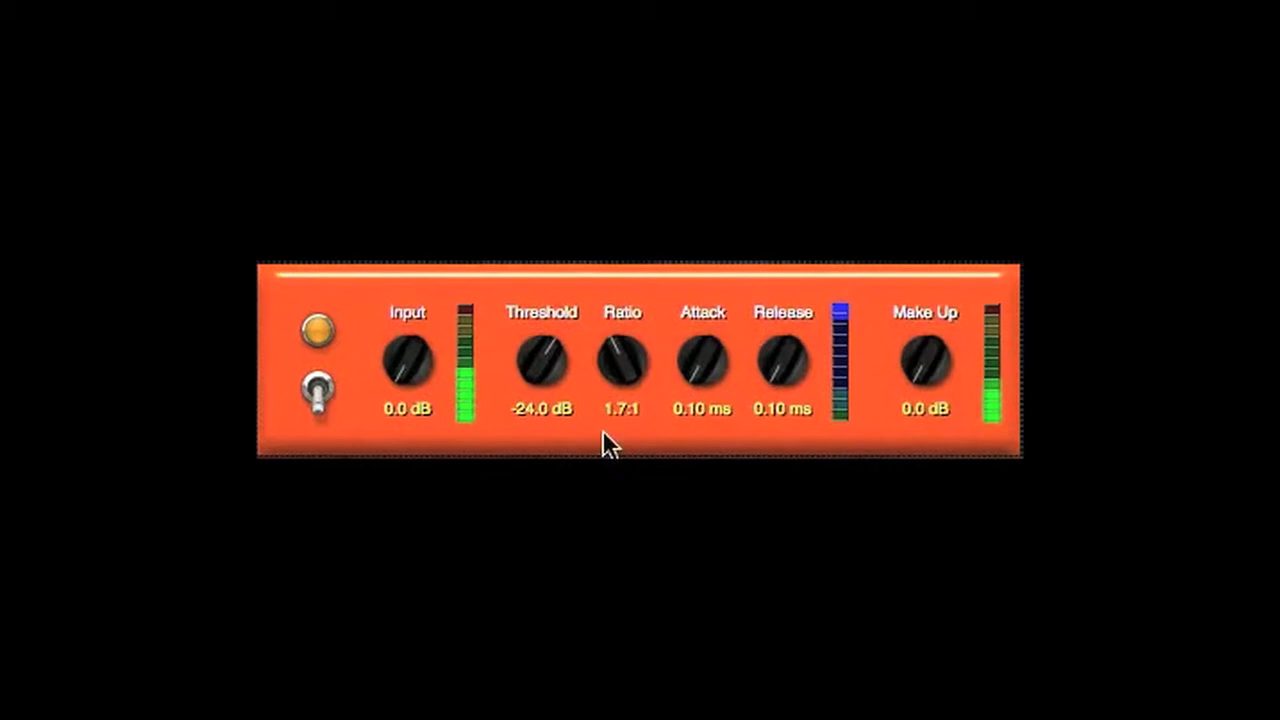 Input Threshold Ratio Attack Release Make Up
0.0 dB -24.0 dB 1.7:1 0.10 ms 0.10 ms 0.0 dB